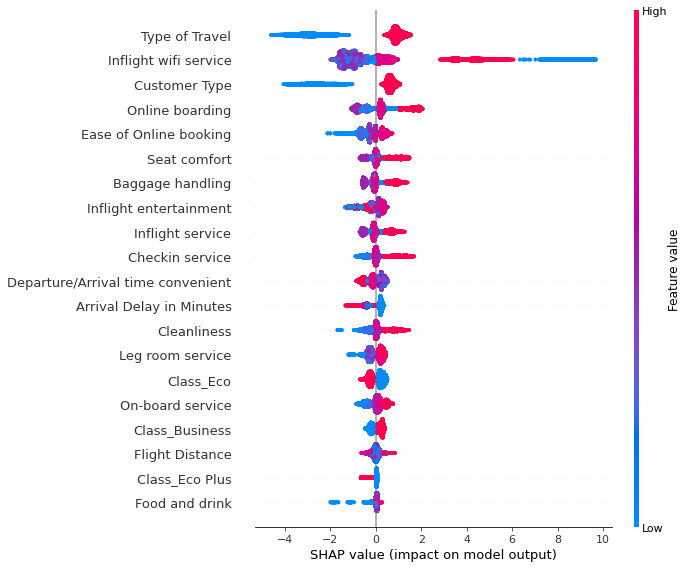 High
Type of Travel
Inflight wifi service
Customer Type
Online boarding
Ease of Online booking
Seat comfort
Baggage handling
Inflight entertainment
Inflight service
Checkin service
Departure/Arrival time convenient
Arrival Delay in Minutes
Cleanliness
Leg room service
Class_Eco
On-board service
Class_Business
Flight Distance
Class_Eco Plus
Food and drink
Feature value
Low
−4 −2 0 2 4 6 8 10
SHAP value (impact on model output)